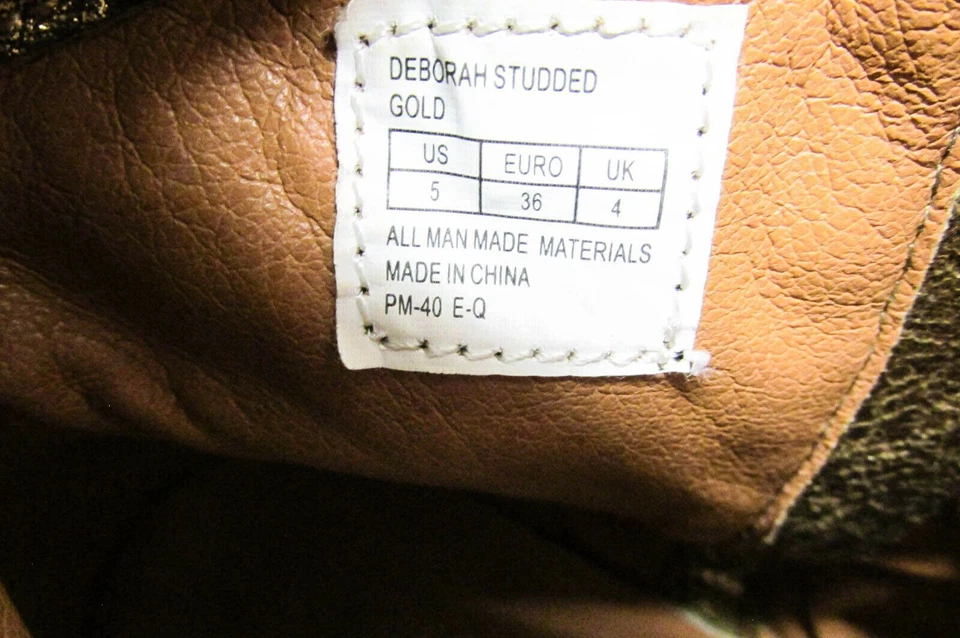 DEBORAH STUDDED
GOLD
US EURO UK
5 36 4
ALL MAN MADE MATERIALS
MADE IN CHINA
PM-40 E-Q